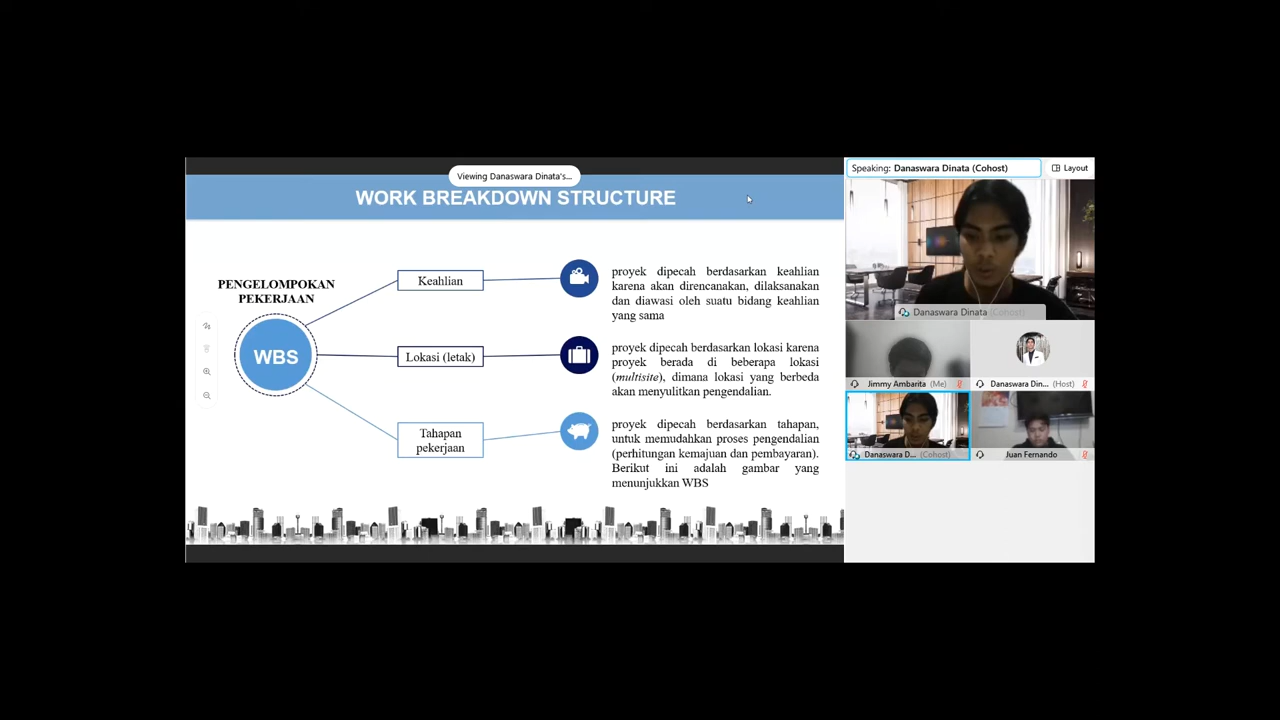 Viewing Danaswara Dinata's...
WORK BREAKDOWN STRUCTURE
PENGELOMPOKAN
PEKERJAAN
WBS
Keahlian
proyek dipecah berdasarkan keahlian
karena akan direncanakan, dilaksanakan
dan diawasi oleh suatu bidang keahlian
yang sama
Lokasi (letak)
proyek dipecah berdasarkan lokasi karena
proyek berada di beberapa lokasi
(multisite), dimana lokasi yang berbeda
akan menyulitkan pengendalian.
Tahapan
pekerjaan
proyek dipecah berdasarkan tahapan,
untuk memudahkan proses pengendalian
(perhitungan kemajuan dan pembayaran).
Berikut ini adalah gambar yang
menunjukkan WBS
Speaking: Danaswara Dinata (Cohost)
Layout
Danaswara Dinata (Cohost)
Jimmy Ambarita (Me)
Danaswara Din... (Host)
Danaswara D... (Cohost)
Juan Fernando